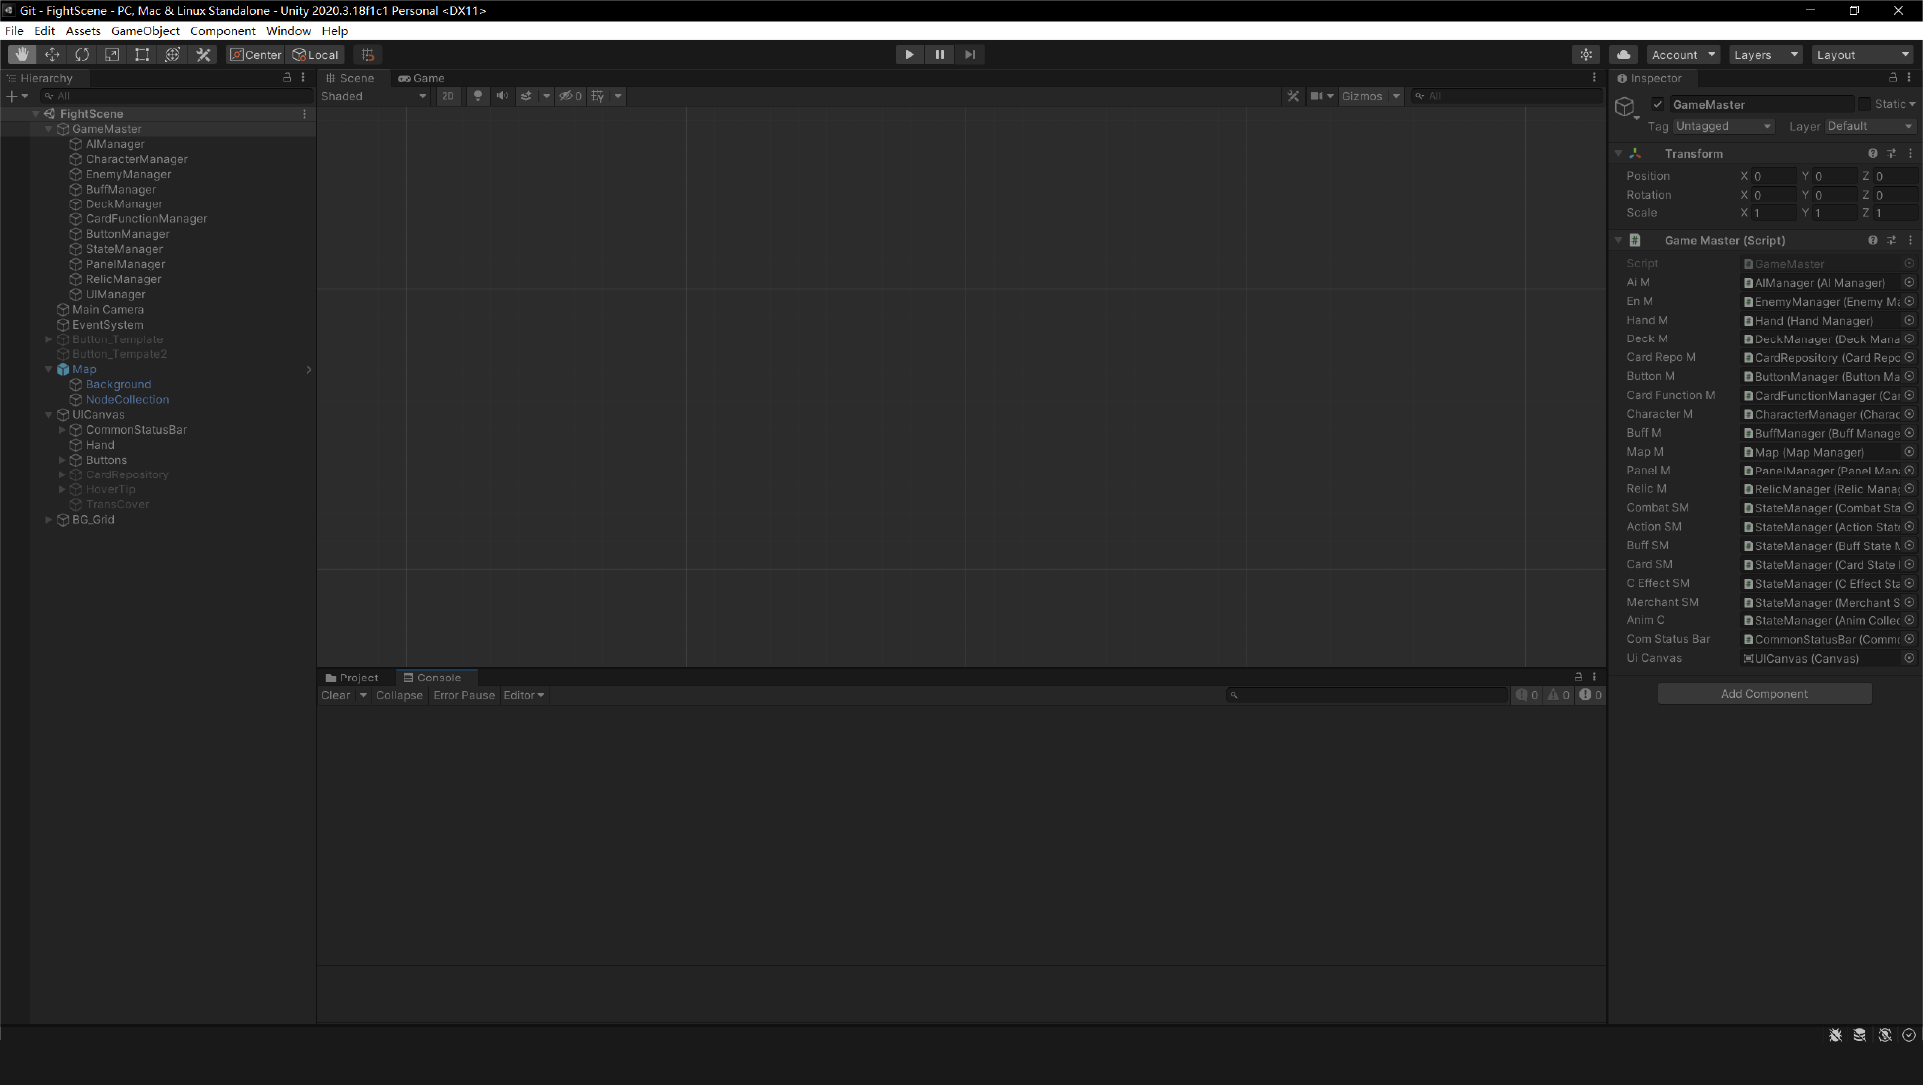 Git - FightScene - PC, Mac & Linux Standalone - Unity 2020.3.18f1c1 Personal <DX11>
File Edit Assets GameObject Component Window Help
Center Local Account Layers Layout
Hierarchy
All
FightScene
GameMaster
AIManager
CharacterManager
EnemyManager
BuffManager
DeckManager
CardFunctionManager
ButtonManager
StateManager
PanelManager
RelicManager
UIManager
Main Camera
EventSystem
Button_Template
Button_Tempate2
Map
Background
NodeCollection
UICanvas
CommonStatusBar
Hand
Buttons
CardRepository
HoverTip
TransCover
BG_Grid
Scene Game
Shaded 2D 0 Gizmos All
Project Console
Clear Collapse Error Pause Editor 0 0 0
Inspector
GameMaster Static
Tag Untagged Layer Default
Transform
Position X 0 Y 0 Z 0
Rotation X 0 Y 0 Z 0
Scale X 1 Y 1 Z 1
Game Master (Script)
Script GameMaster
Ai M AIManager (AI Manager)
En M EnemyManager (Enemy Ma
Hand M Hand (Hand Manager)
Deck M DeckManager (Deck Mana
Card Repo M CardRepository (Card Repo
Button M ButtonManager (Button Ma
Card Function M CardFunctionManager (Car
Character M CharacterManager (Charac
Buff M BuffManager (Buff Manage
Map M Map (Map Manager)
Panel M PanelManager (Panel Mana
Relic M RelicManager (Relic Manag
Combat SM StateManager (Combat Sta
Action SM StateManager (Action State
Buff SM StateManager (Buff State M
Card SM StateManager (Card State
C Effect SM StateManager (C Effect Sta
Merchant SM StateManager (Merchant S
Anim C StateManager (Anim Collec
Com Status Bar CommonStatusBar (Commo
Ui Canvas UICanvas (Canvas)
Add Component